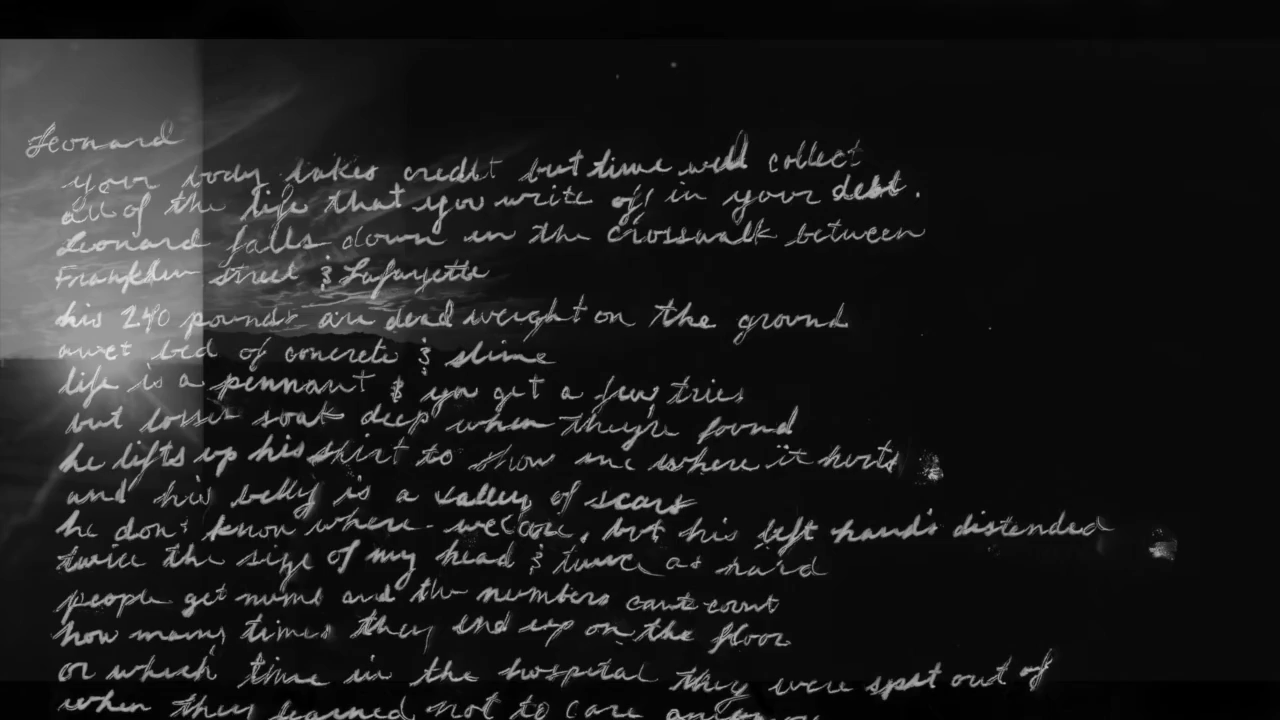 Leonard
your body takes credit but time will collect
all of the life that you write off in your debt.
Leonard falls down in the crosswalk between
Franklin street & Lafayette
his 240 pounds are dead weight on the ground
a wet bed of concrete & slime
life is a pennant & you get a few tries
but losses soak deep when they're found
he lifts up his shirt to show me where it hurts
and his belly is a valley of scars
he don't know where we are, but his left hand's distended
twice the size of my head & twice as hard
people get numb and the numbers can't count
how many times they end up on the floor
or which time in the hospital they were spat out of
when they learned not to care anymore